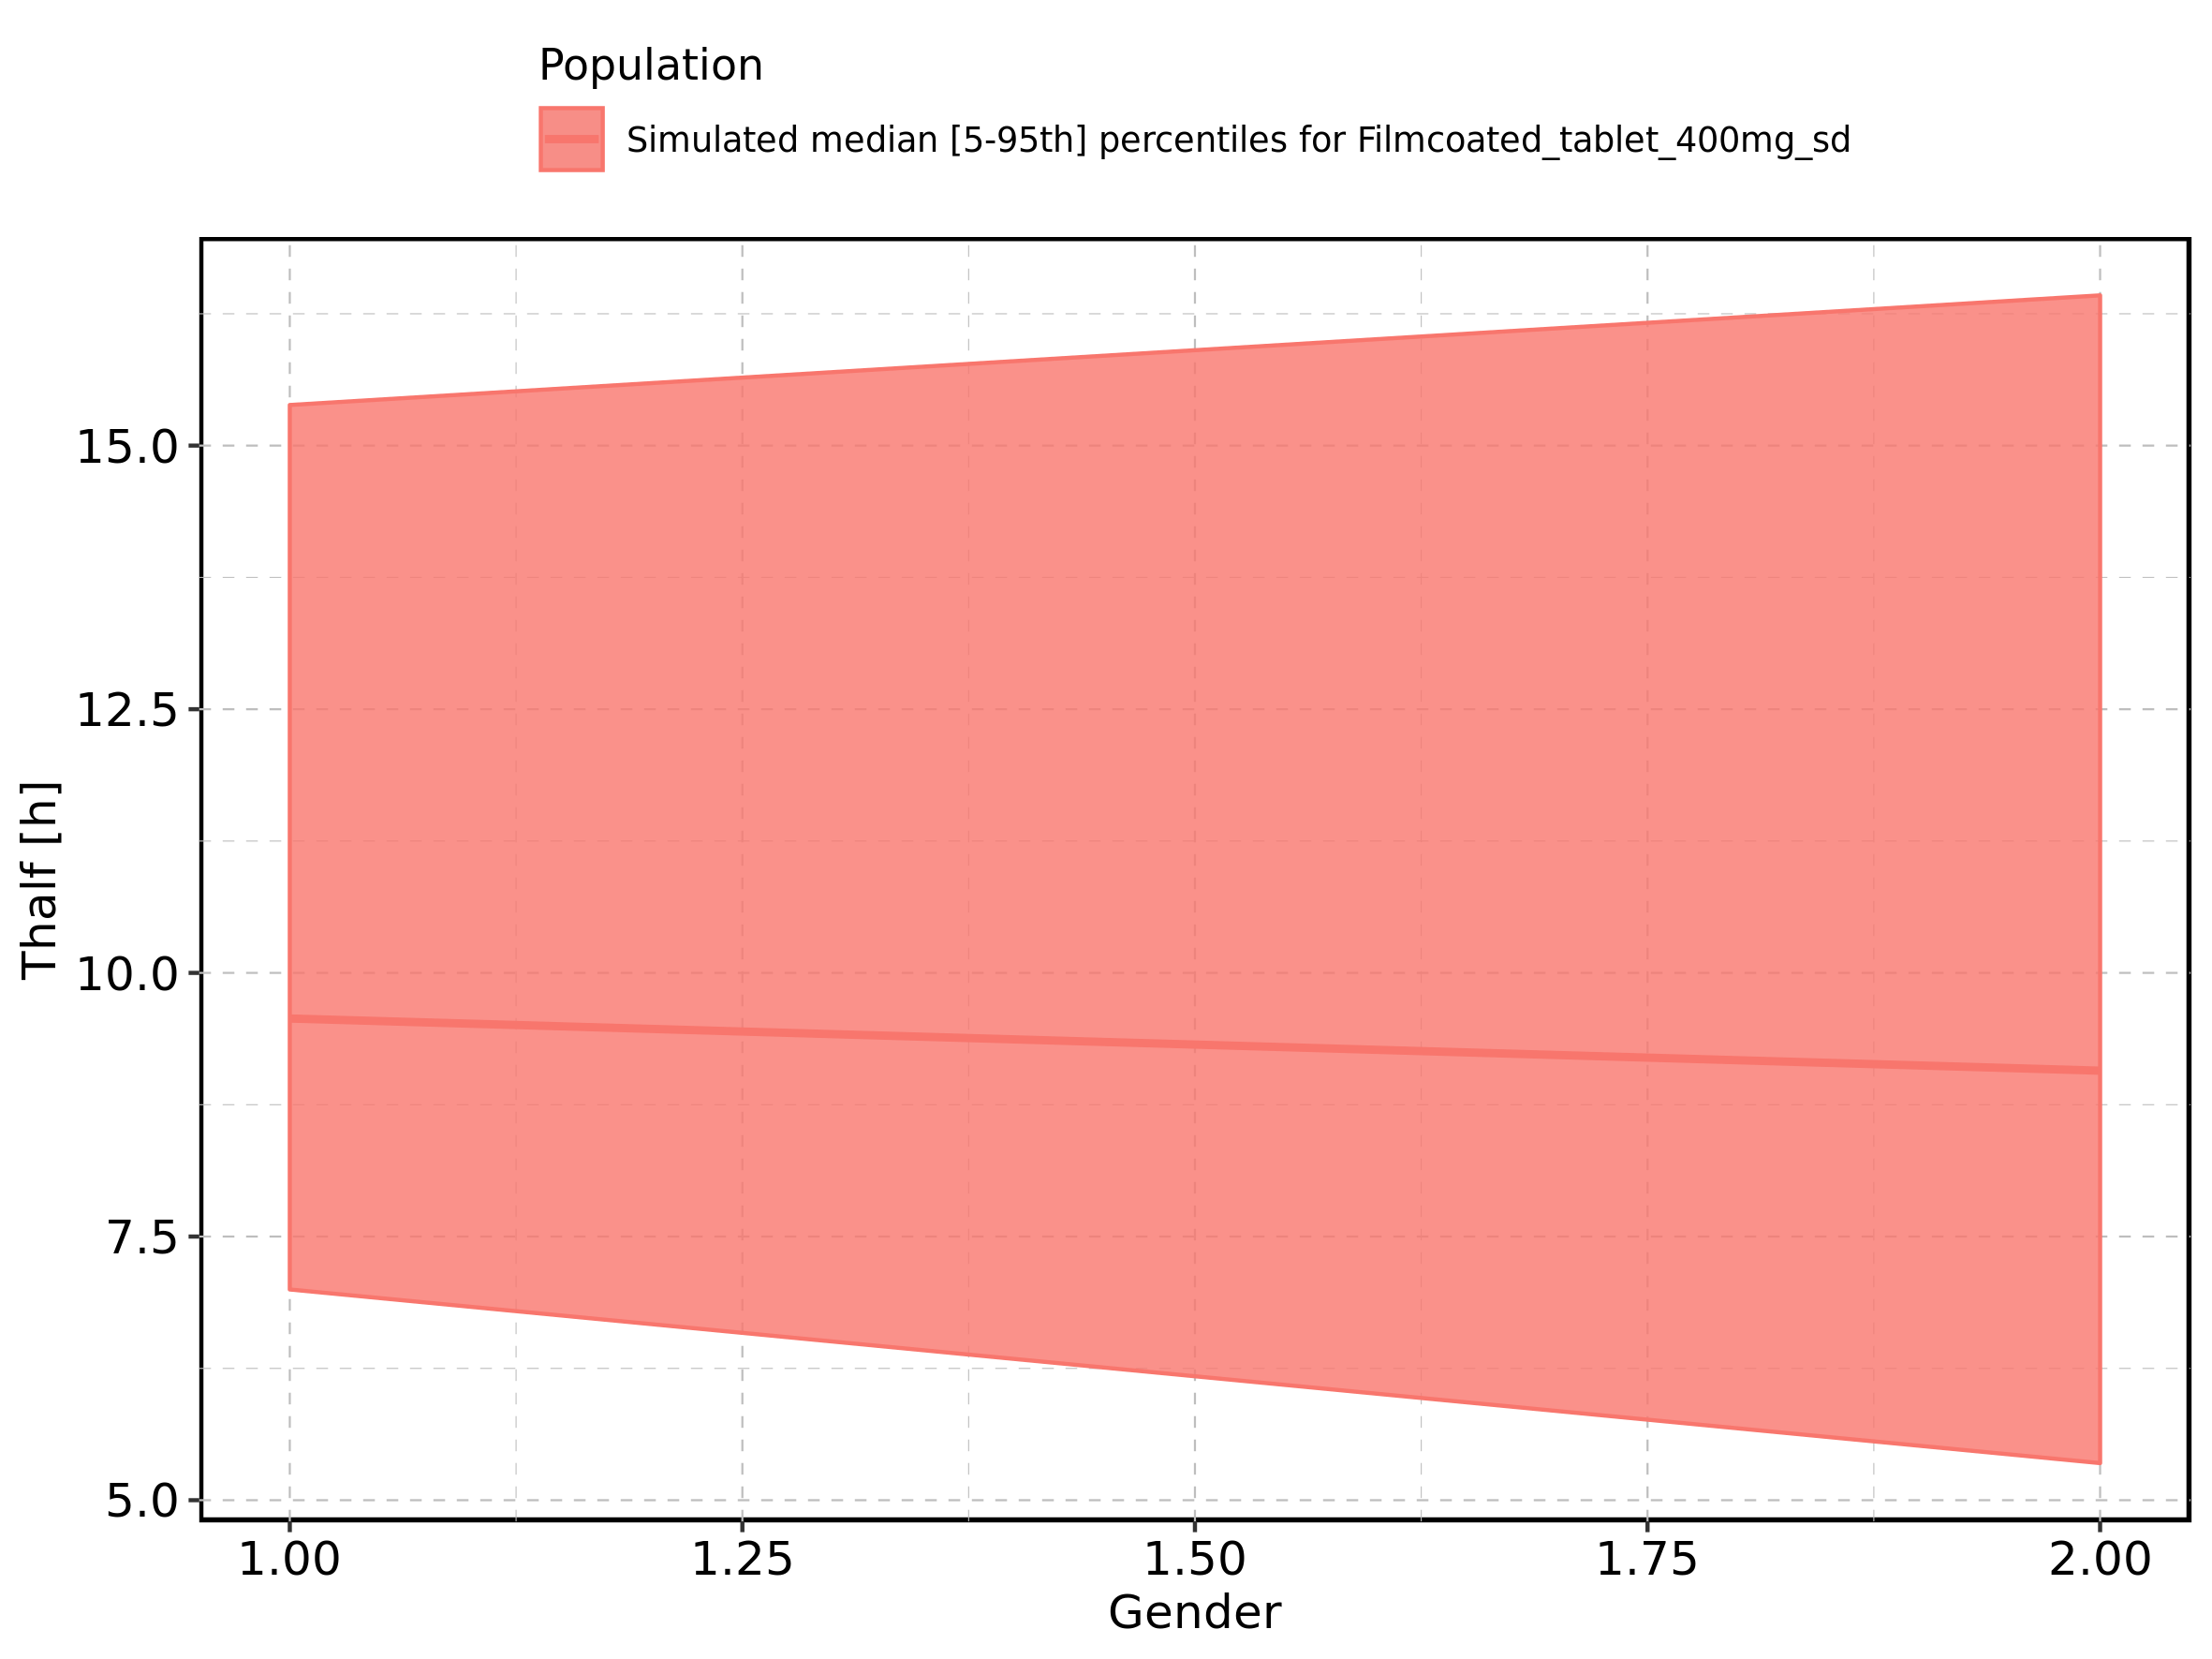 Population
Simulated median [5-95th] percentiles for Filmcoated_tablet_400mg_sd
Thalf [h]
15.0
12.5
10.0
7.5
5.0
1.00 1.25 1.50 1.75 2.00
Gender